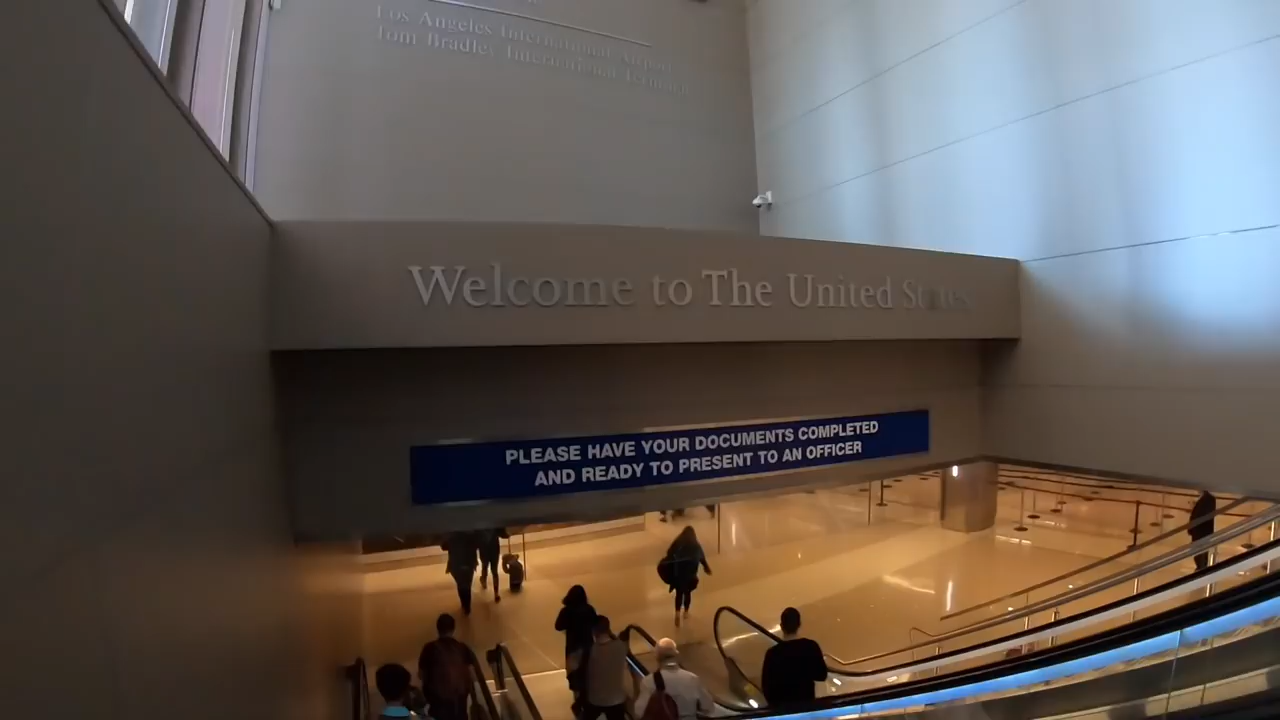 Los Angeles International Airport
Tom Bradley International Terminal
Welcome to The United States
PLEASE HAVE YOUR DOCUMENTS COMPLETED
AND READY TO PRESENT TO AN OFFICER